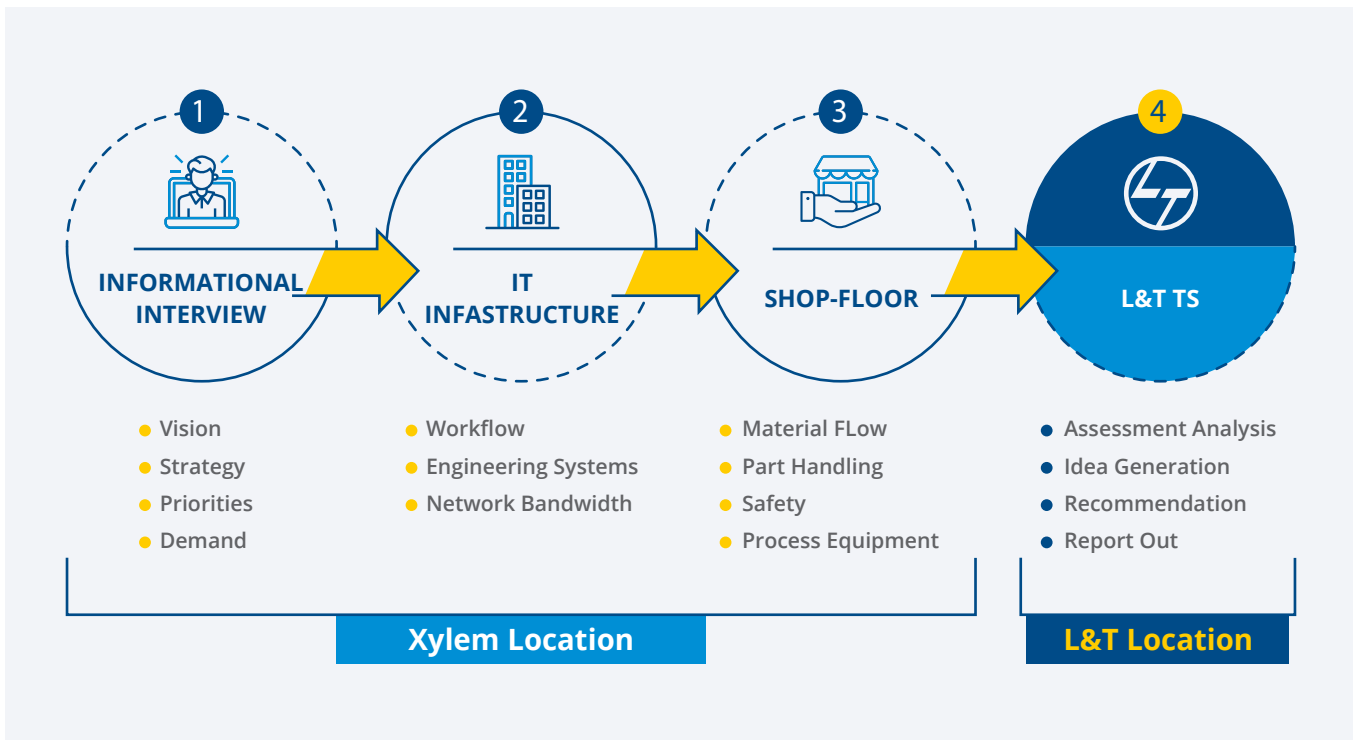 1
2
3
4
LT
INFORMATIONAL
INTERVIEW
IT
INFASTRUCTURE
SHOP-FLOOR
L&T TS
Vision
Strategy
Priorities
Demand
Workflow
Engineering Systems
Network Bandwidth
Material FLow
Part Handling
Safety
Process Equipment
Assessment Analysis
Idea Generation
Recommendation
Report Out
Xylem Location
L&T Location